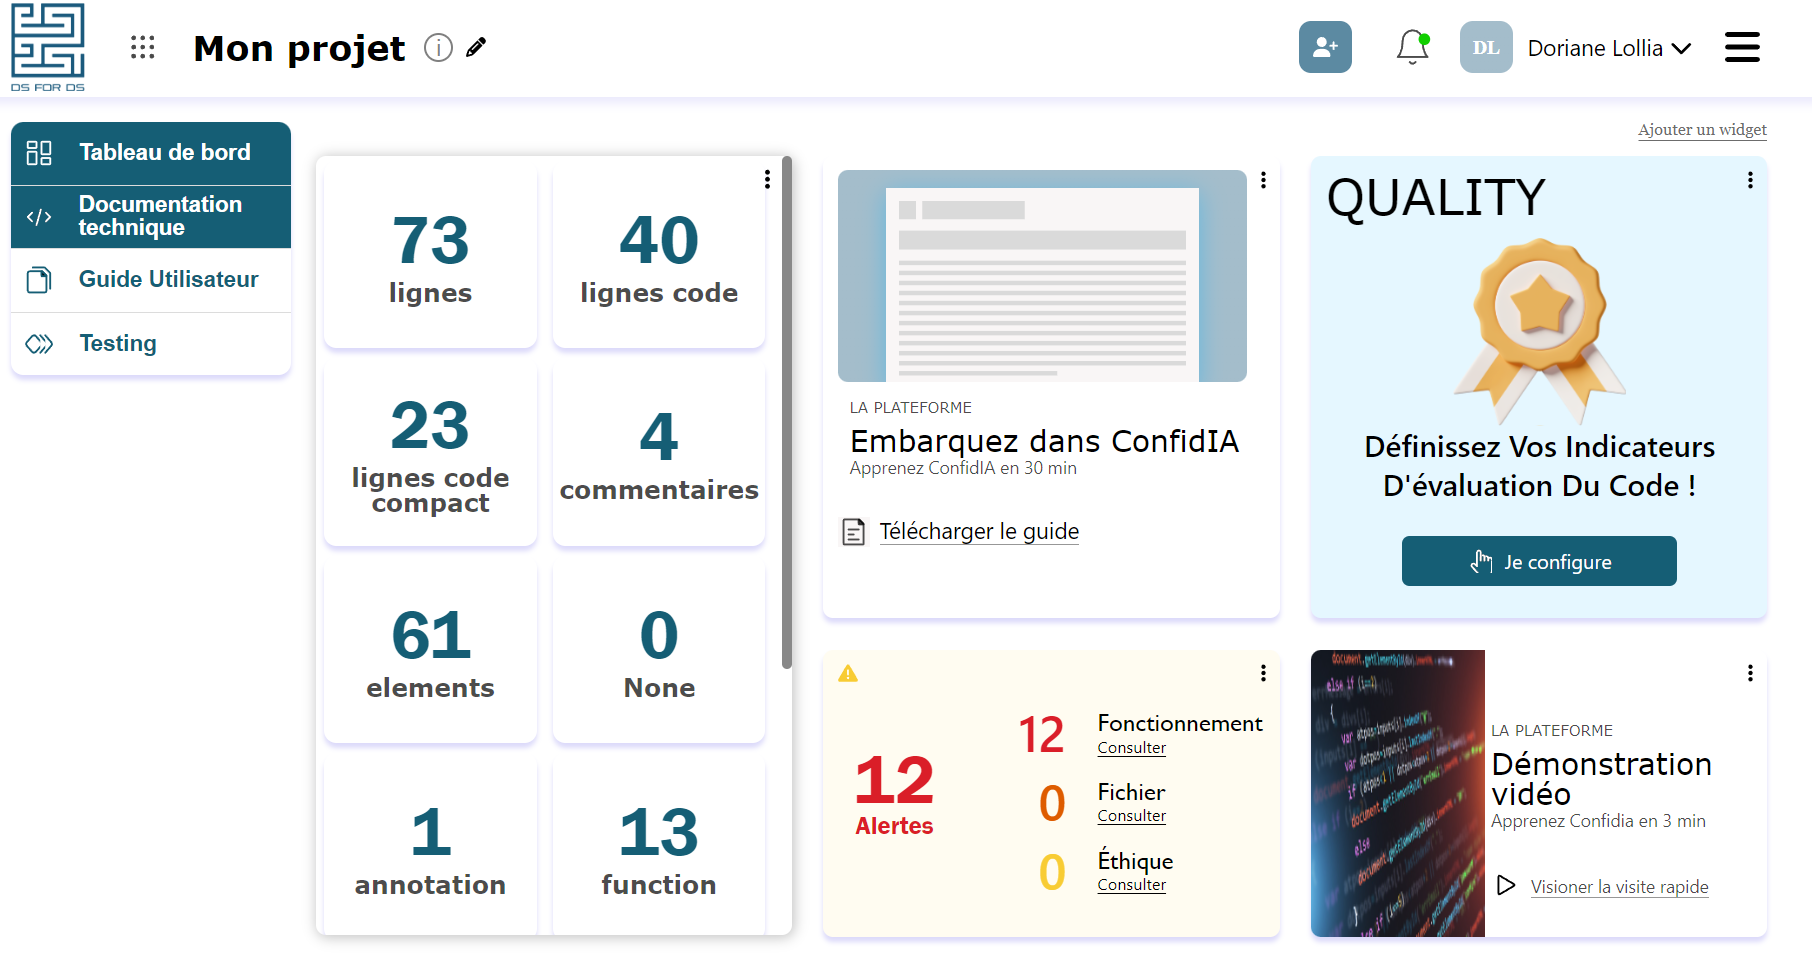 DS FOR DS
Mon projet
DL
Doriane Lollia
Ajouter un widget
Tableau de bord
Documentation
technique
Guide Utilisateur
Testing
73
lignes
40
lignes code
23
lignes code
compact
4
commentaires
61
elements
0
None
1
annotation
13
function
LA PLATEFORME
Embarquez dans ConfidIA
Apprenez ConfidIA en 30 min
Télécharger le guide
QUALITY
Définissez Vos Indicateurs
D'évaluation Du Code !
Je configure
12
Alertes
12
Fonctionnement
Consulter
0
Fichier
Consulter
0
Éthique
Consulter
LA PLATEFORME
Démonstration
vidéo
Apprenez Confidia en 3 min
Visioner la visite rapide